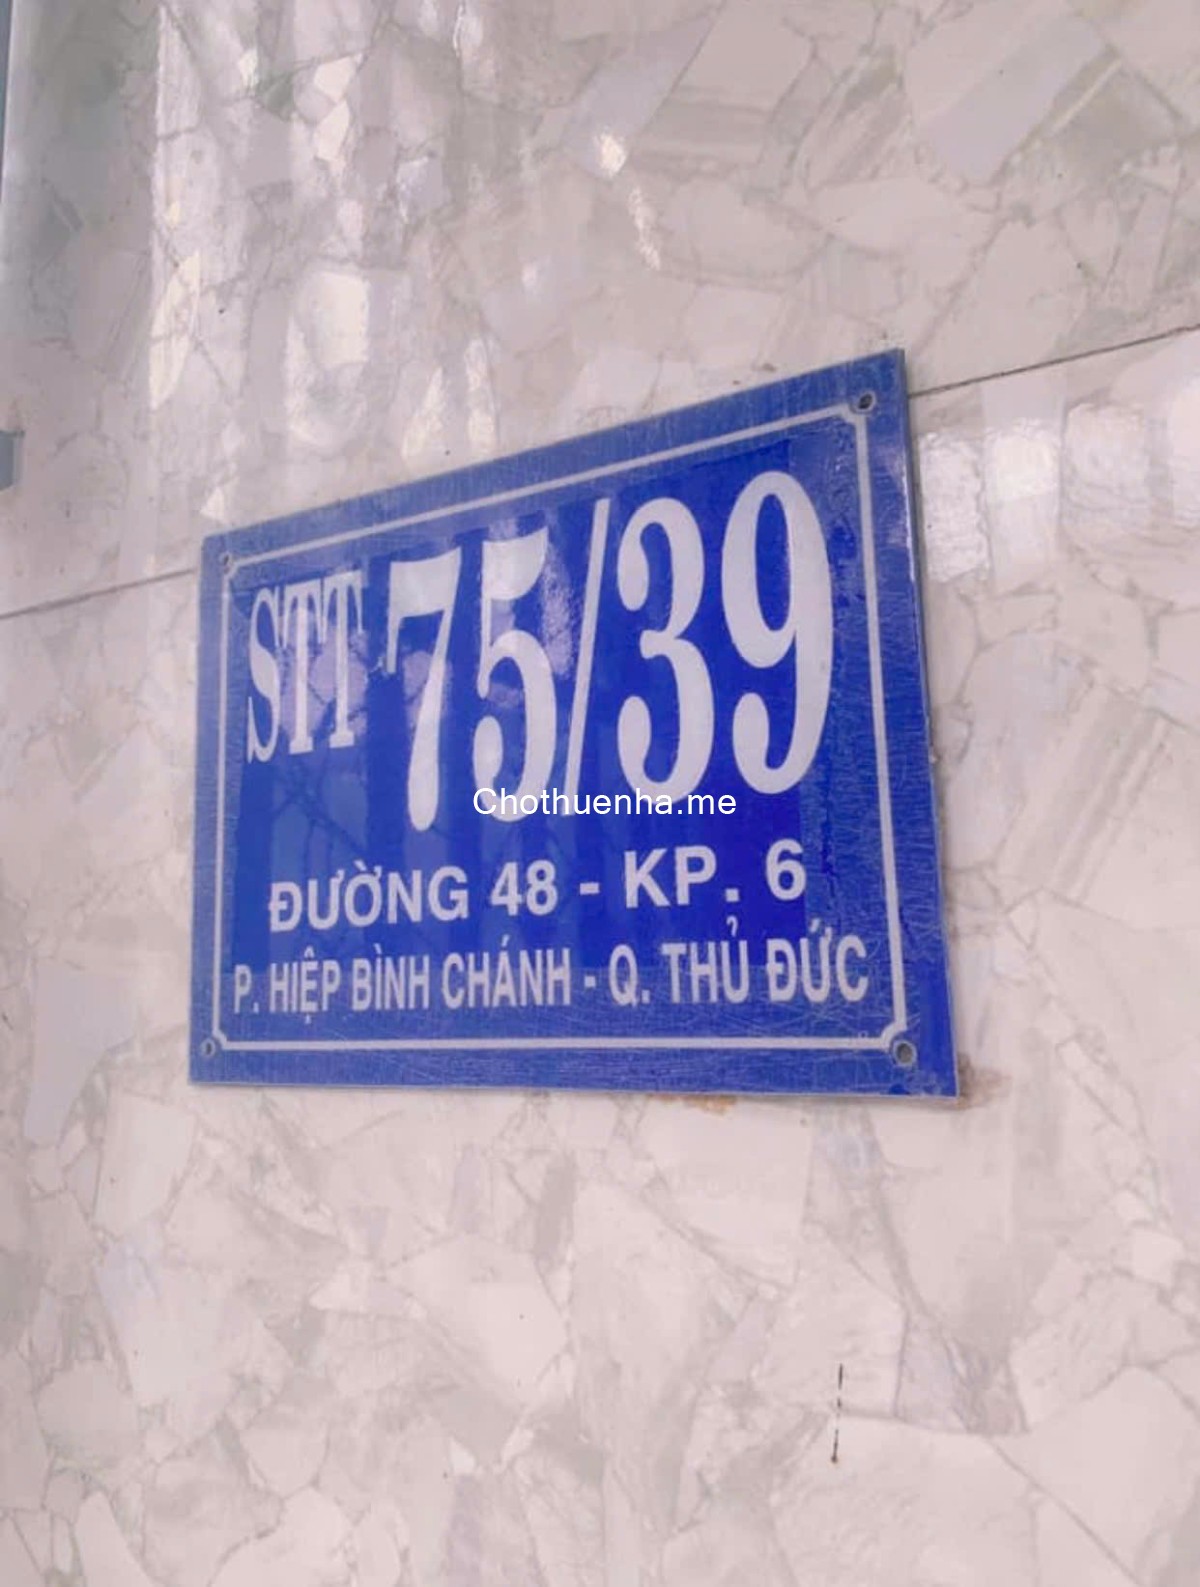 STT 75/39
Chothuenha.me
ĐƯỜNG 48 - KP. 6
P. HIỆP BÌNH CHÁNH - Q. THỦ ĐỨC